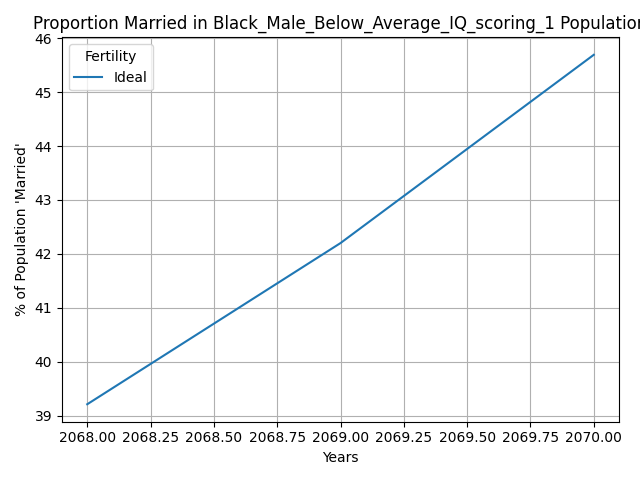 Proportion Married in Black_Male_Below_Average_IQ_scoring_1 Population
46
45
44
43
42
41
40
39
% of Population 'Married'
Fertility
Ideal
2068.00 2068.25 2068.50 2068.75 2069.00 2069.25 2069.50 2069.75 2070.00
Years